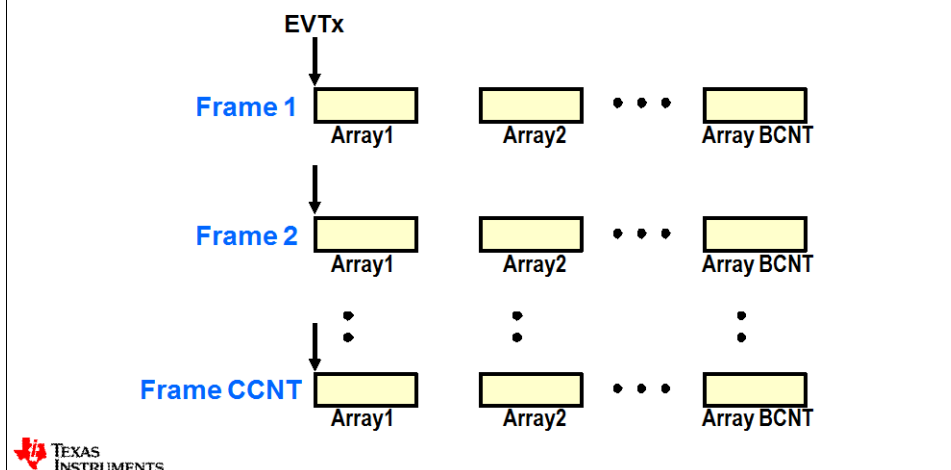 EVTx
Frame 1
Array1 Array2 Array BCNT
Frame 2
Array1 Array2 Array BCNT
Frame CCNT
Array1 Array2 Array BCNT
TEXAS
INSTRUMENTS